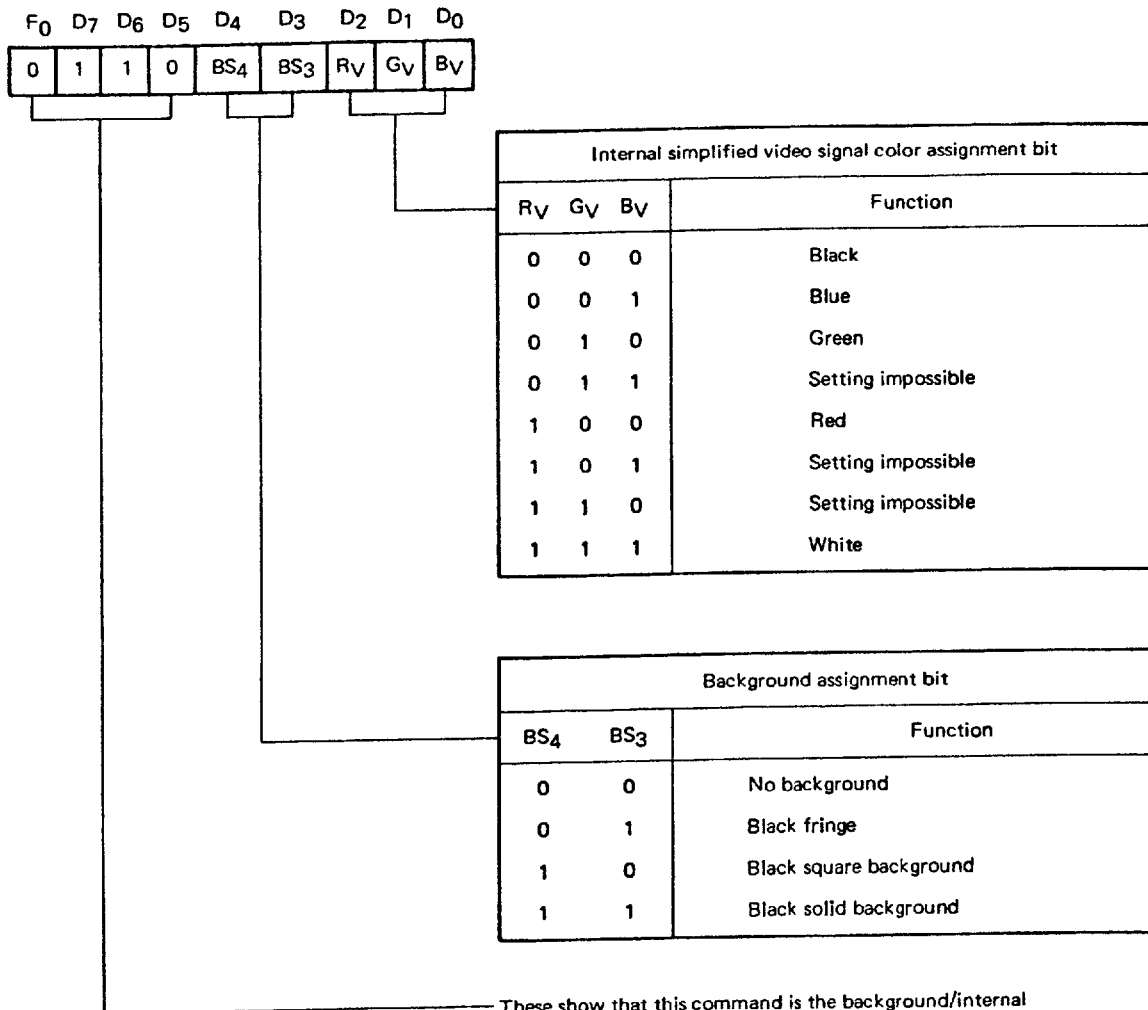 F0 D7 D6 D5 D4 D3 D2 D1 D0
0 1 1 0 BS4 BS3 RV GV BV
Internal simplified video signal color assignment bit
RV GV BV Function
0 0 0 Black
0 0 1 Blue
0 1 0 Green
0 1 1 Setting impossible
1 0 0 Red
1 0 1 Setting impossible
1 1 0 Setting impossible
1 1 1 White
Background assignment bit
BS4 BS3 Function
0 0 No background
0 1 Black fringe
1 0 Black square background
1 1 Black solid background
These show that this command is the background/internal